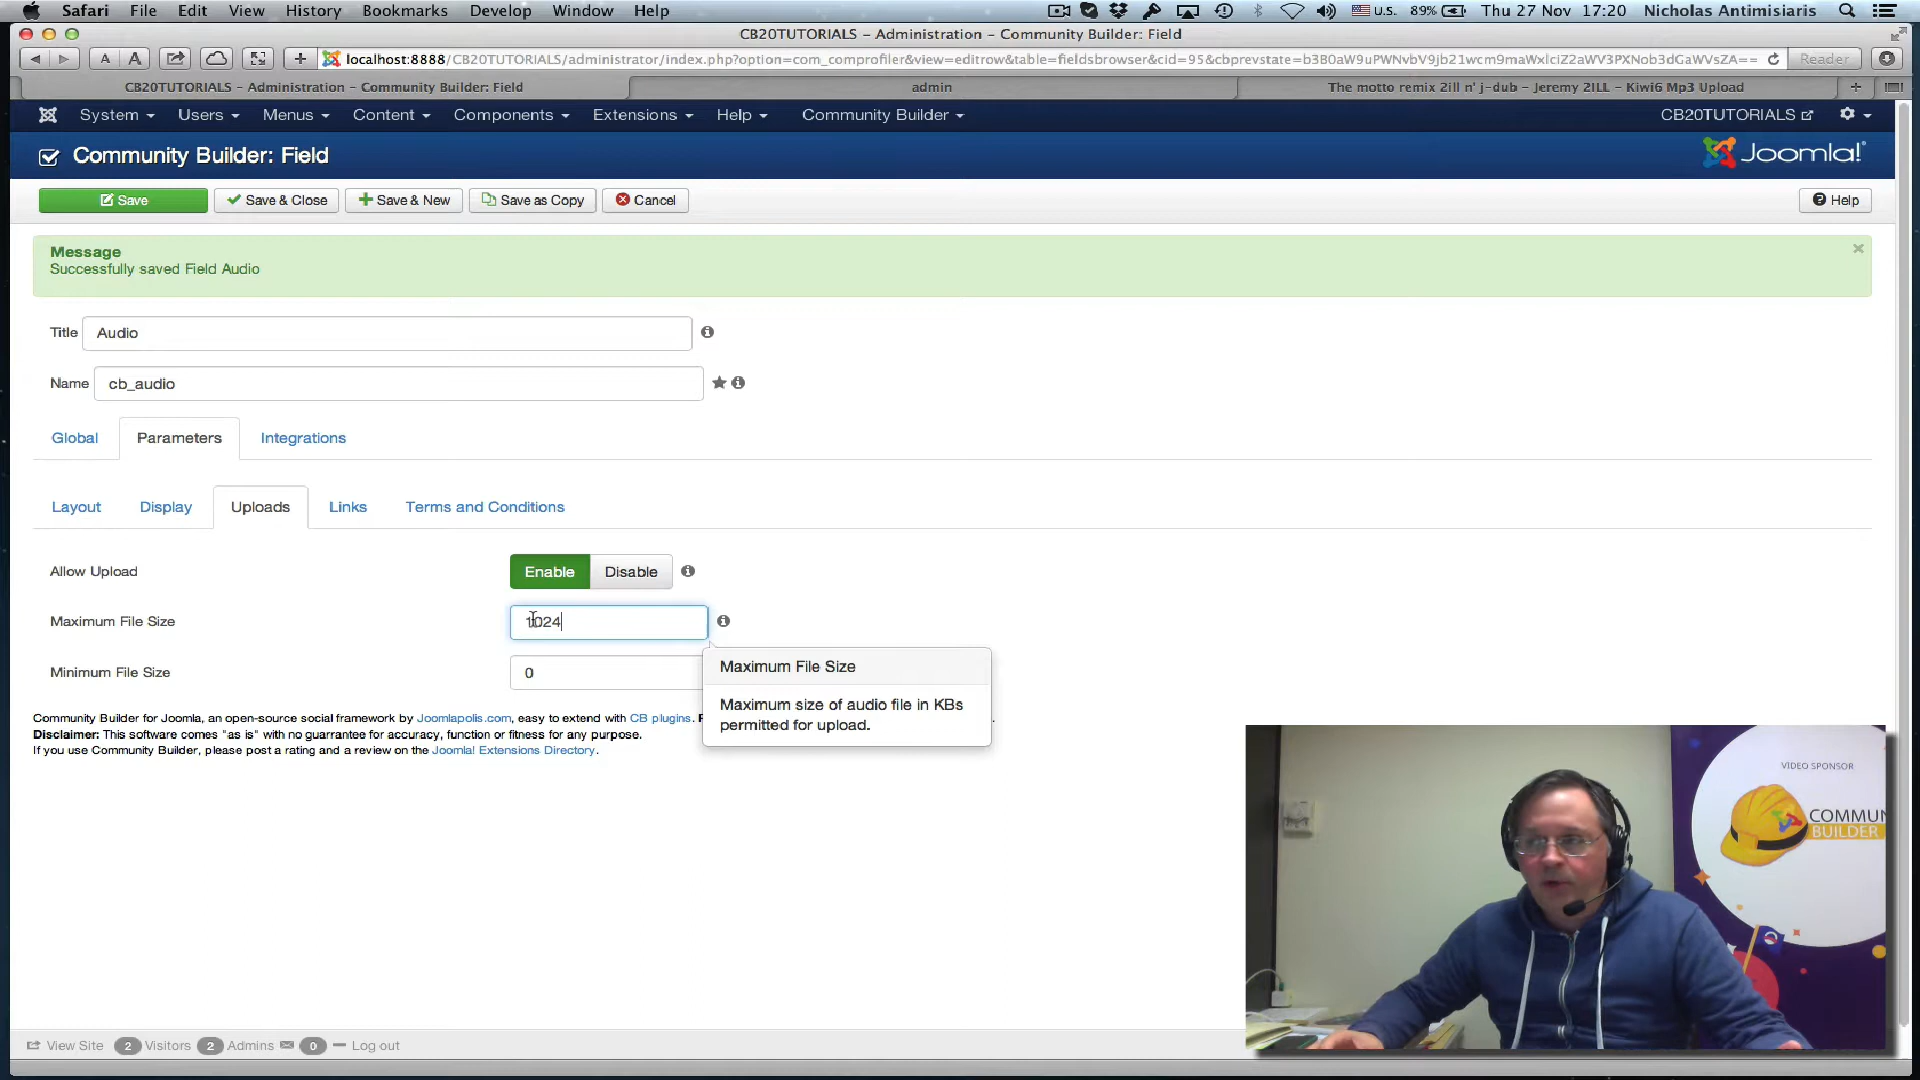 Safari File Edit View History Bookmarks Develop Window Help U.S. 89% Thu 27 Nov 17:20 Nicholas Antimisiaris
CB20TUTORIALS - Administration - Community Builder: Field
A A + localhost:8888/CB20TUTORIALS/administrator/index.php?option=com_comprofiler&view=editrow&table=fieldsbrowser&cid=95&cbprevstate= Reader
CB20TUTORIALS - Administration - Community Builder: Field admin The motto remix 2ill n' j-dub - Jeremy 2ILL - Kiwi6 Mp3 Upload +
System Users Menus Content Components Extensions Help Community Builder CB20TUTORIALS
Community Builder: Field Joomla!®
Save Save & Close Save & New Save as Copy Cancel Help
Message ×
Successfully saved Field Audio
Title Audio
Name cb_audio
Global Parameters Integrations
Layout Display Uploads Links Terms and Conditions
Allow Upload Enable Disable
Maximum File Size 1024
Minimum File Size 0
Maximum File Size
Maximum size of audio file in KBs
permitted for upload.
Community Builder for Joomla, an open-source social framework by Joomlapolis.com, easy to extend with CB plugins.
Disclaimer: This software comes "as is" with no guarrantee for accuracy, function or fitness for any purpose.
If you use Community Builder, please post a rating and a review on the Joomla! Extensions Directory.
VIDEO SPONSOR
BUILDER
View Site 2 Visitors 2 Admins 0 Log out